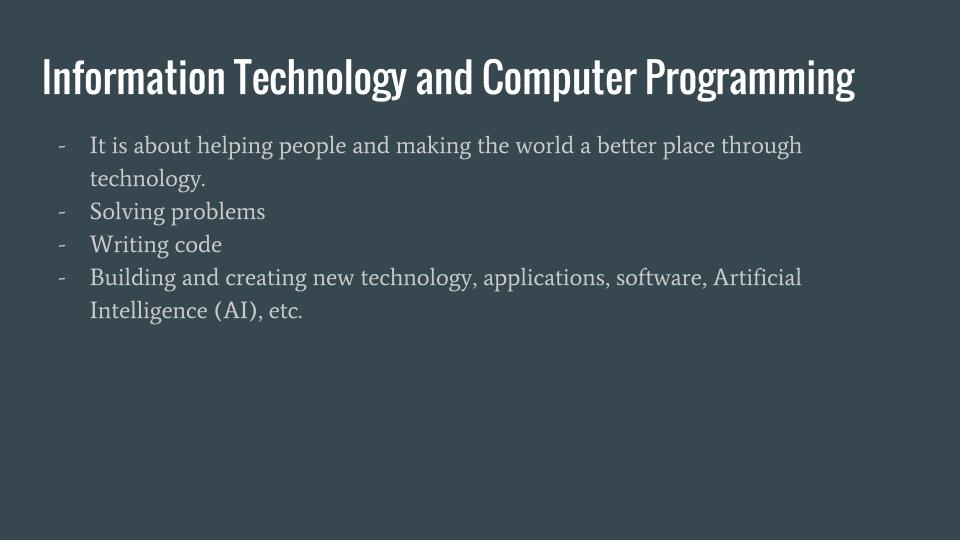 Information Technology and Computer Programming
- It is about helping people and making the world a better place through
technology.
- Solving problems
- Writing code
- Building and creating new technology, applications, software, Artificial
Intelligence (AI), etc.